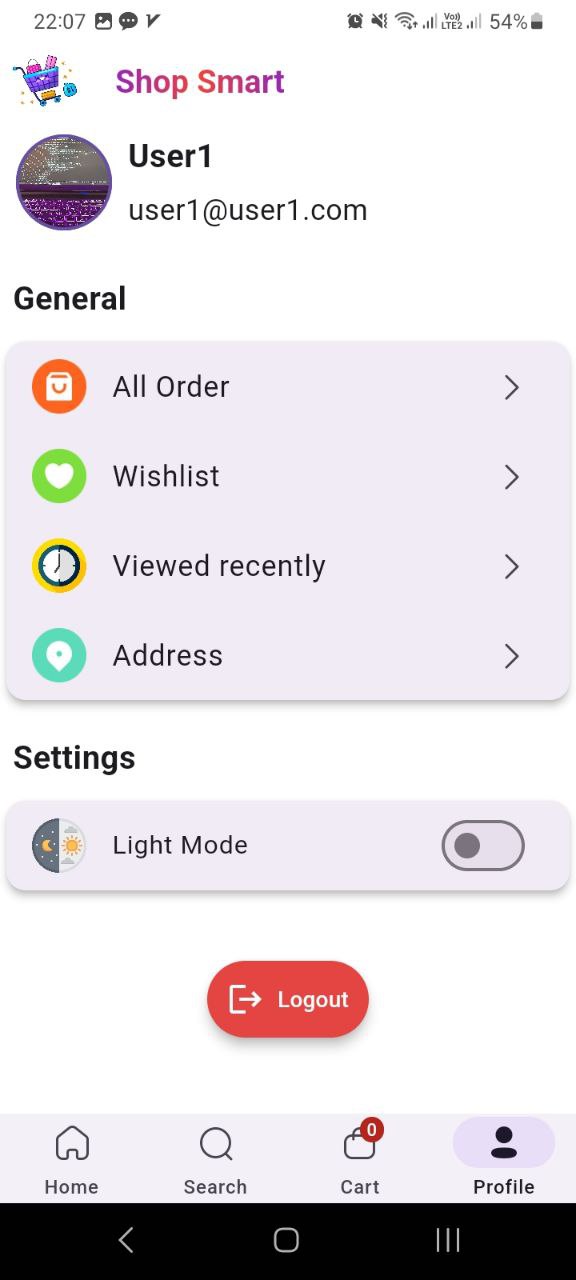 22:07 Vo)) LTE2 54%
Shop Smart
User1
user1@user1.com
General
All Order
Wishlist
Viewed recently
Address
Settings
Light Mode
Logout
0
Home Search Cart Profile